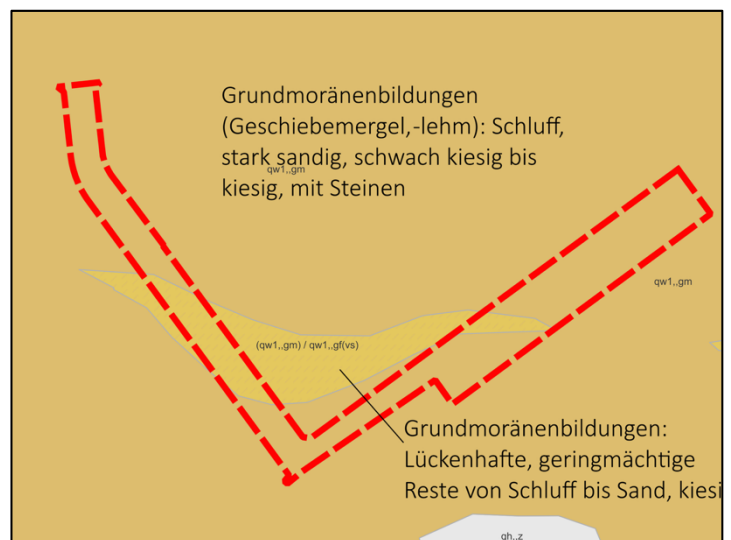 Grundmoränenbildungen
(Geschiebemergel,-lehm): Schluff,
stark sandig, schwach kiesig bis
qw1,,gm
kiesig, mit Steinen
qw1,,gm
(qw1,,gm) / qw1,,gf(vs)
Grundmoränenbildungen:
Lückenhafte, geringmächtige
Reste von Schluff bis Sand, kiesi
qh,,z